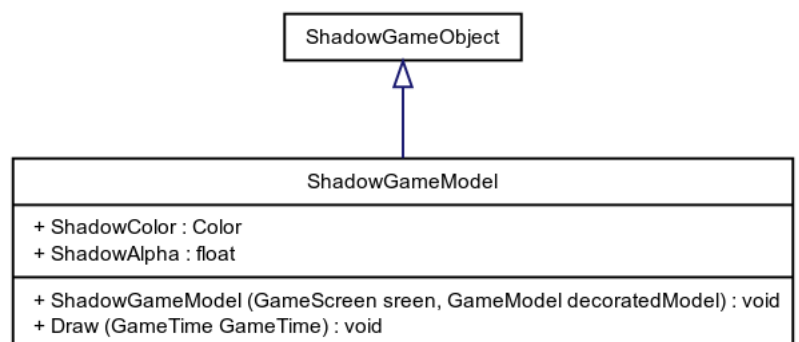 ShadowGameObject
ShadowGameModel
+ ShadowColor : Color
+ ShadowAlpha : float
+ ShadowGameModel (GameScreen sreen, GameModel decoratedModel) : void
+ Draw (GameTime GameTime) : void